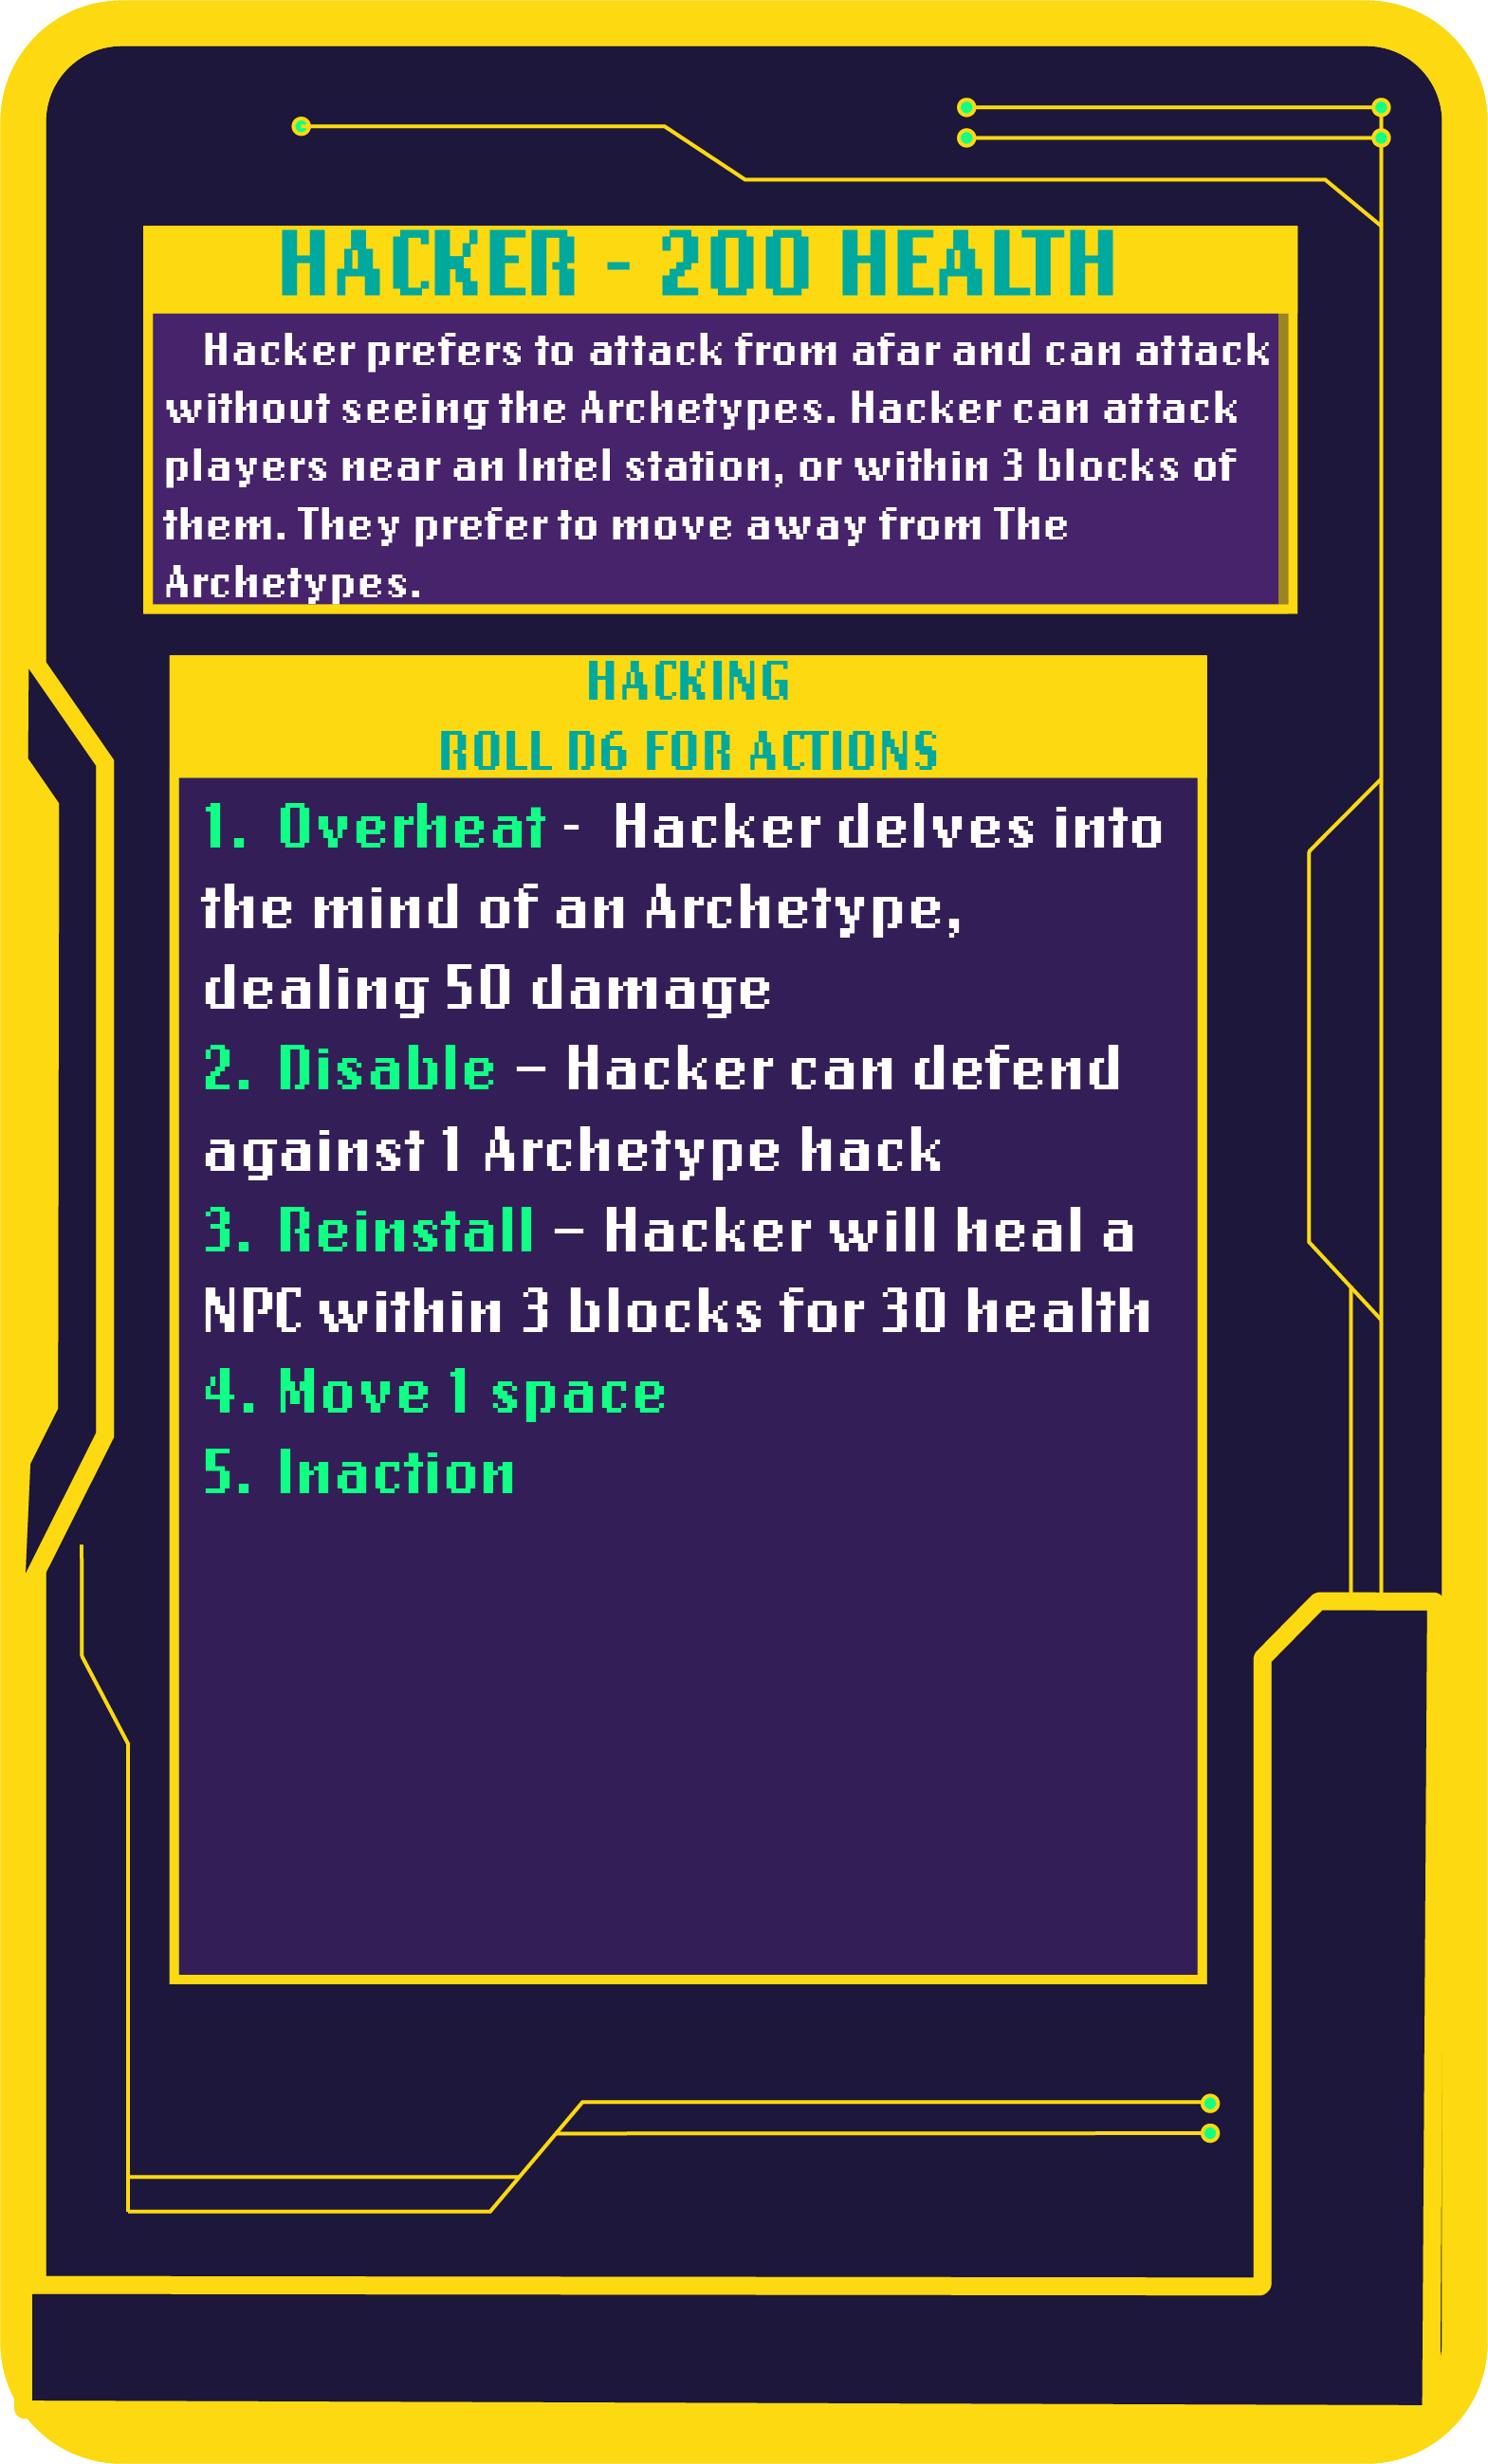 HACKER - 200 HEALTH
Hacker prefers to attack from afar and can attack
without seeing the Archetypes. Hacker can attack
players near an Intel station, or within 3 blocks of
them. They prefer to move away from The
Archetypes.
HACKING
ROLL D6 FOR ACTIONS
1. Overheat - Hacker delves into
the mind of an Archetype,
dealing 50 damage
2. Disable – Hacker can defend
against 1 Archetype hack
3. Reinstall – Hacker will heal a
NPC within 3 blocks for 30 health
4. Move 1 space
5. Inaction